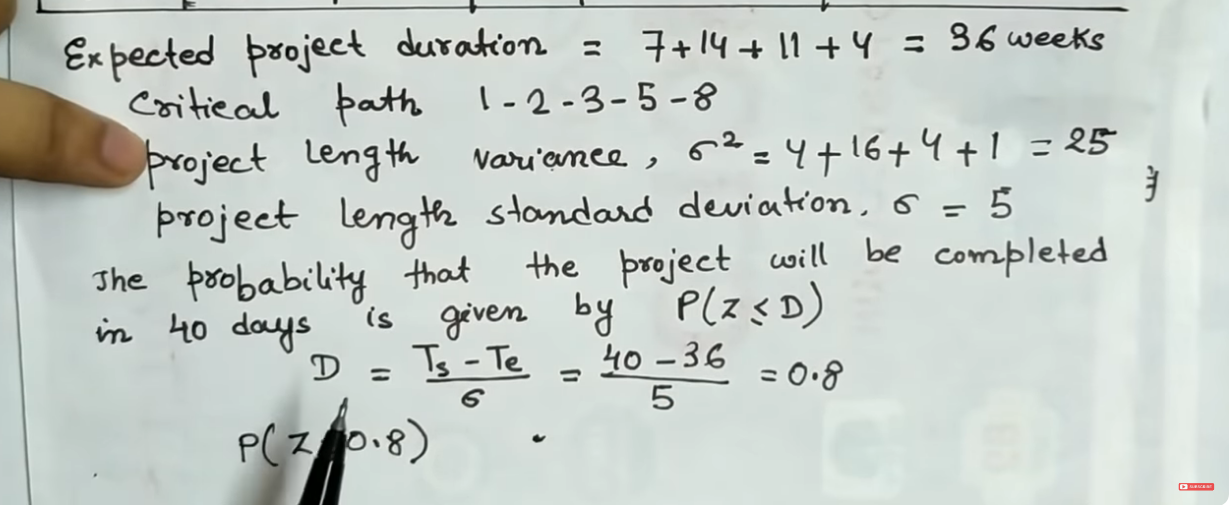 Expected project duration = 7+14+11+4 = 36 weeks
Critical path 1-2-3-5-8
project length variance, σ² = 4+16+4+1 = 25
project length standard deviation. σ = 5
The probability that the project will be completed
in 40 days is given by P(Z ≤ D)
D = (Ts - Te)/σ = (40 - 36)/5 = 0.8
P(Z 0.8)
SUBSCRIBE